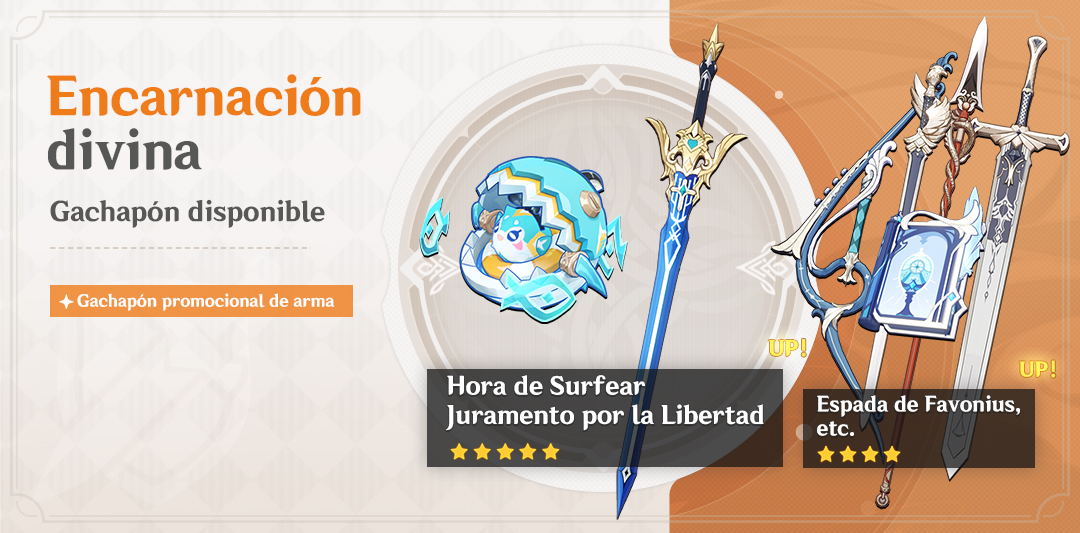 Encarnación
divina
Gachapón disponible
Gachapón promocional de arma
Hora de Surfear
Juramento por la Libertad
UP!
Espada de Favonius,
etc.
UP!